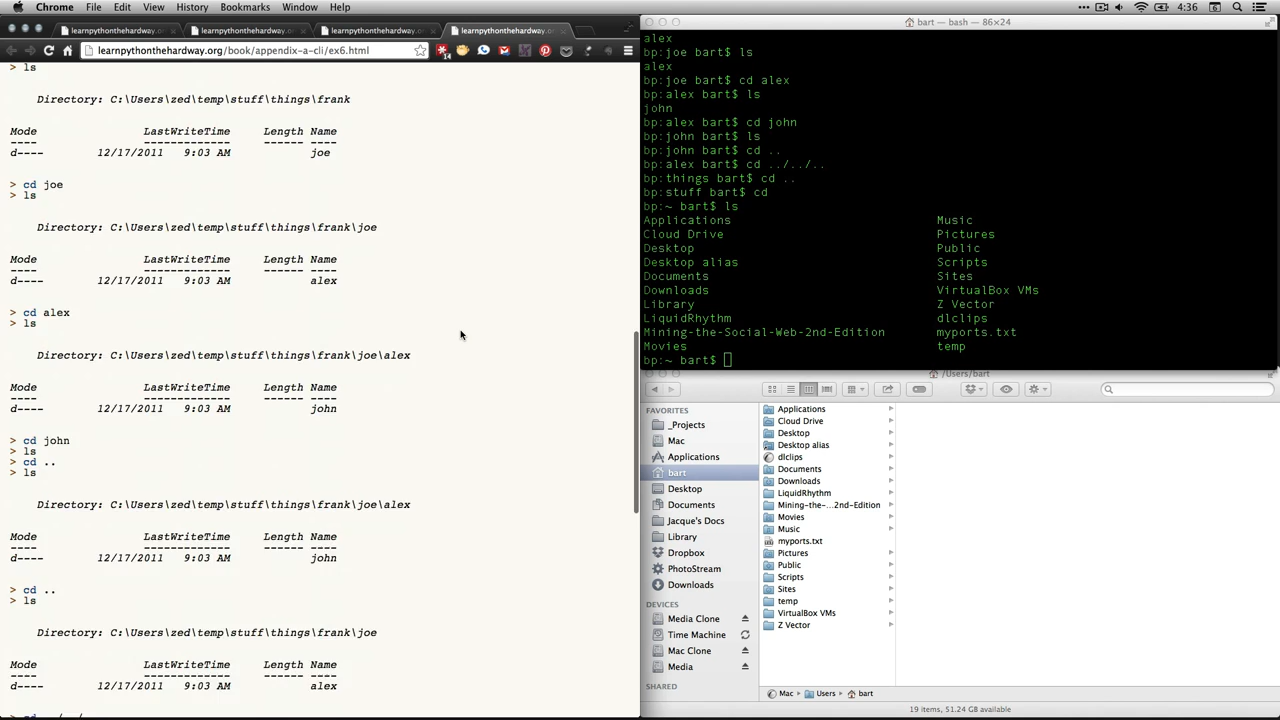 Chrome File Edit View History Bookmarks Window Help 4:36
learnpythonthehardway.org/ learnpythonthehardway.org/ learnpythonthehardway.org/ learnpythonthehardway.org/
learnpythonthehardway.org/book/appendix-a-cli/ex6.html
14
> ls
Directory: C:\Users\zed\temp\stuff\things\frank
Mode LastWriteTime Length Name
---- ------------- ------ ----
d---- 12/17/2011 9:03 AM joe
> cd joe
> ls
Directory: C:\Users\zed\temp\stuff\things\frank\joe
Mode LastWriteTime Length Name
---- ------------- ------ ----
d---- 12/17/2011 9:03 AM alex
> cd alex
> ls
Directory: C:\Users\zed\temp\stuff\things\frank\joe\alex
Mode LastWriteTime Length Name
---- ------------- ------ ----
d---- 12/17/2011 9:03 AM john
> cd john
> ls
> cd ..
> ls
Directory: C:\Users\zed\temp\stuff\things\frank\joe\alex
Mode LastWriteTime Length Name
---- ------------- ------ ----
d---- 12/17/2011 9:03 AM john
> cd ..
> ls
Directory: C:\Users\zed\temp\stuff\things\frank\joe
Mode LastWriteTime Length Name
---- ------------- ------ ----
d---- 12/17/2011 9:03 AM alex
bart — bash — 86×24
alex
bp:joe bart$ ls
alex
bp:joe bart$ cd alex
bp:alex bart$ ls
john
bp:alex bart$ cd john
bp:john bart$ ls
bp:john bart$ cd ..
bp:alex bart$ cd ../../..
bp:things bart$ cd ..
bp:stuff bart$ cd
bp:~ bart$ ls
Applications Music
Cloud Drive Pictures
Desktop Public
Desktop alias Scripts
Documents Sites
Downloads VirtualBox VMs
Library Z Vector
LiquidRhythm dlclips
Mining-the-Social-Web-2nd-Edition myports.txt
Movies temp
bp:~ bart$
/Users/bart
FAVORITES
_Projects
Mac
Applications
bart
Desktop
Documents
Jacque's Docs
Library
Dropbox
PhotoStream
Downloads
DEVICES
Media Clone
Time Machine
Mac Clone
Media
SHARED
Applications
Cloud Drive
Desktop
Desktop alias
dlclips
Documents
Downloads
LiquidRhythm
Mining-the-...2nd-Edition
Movies
Music
myports.txt
Pictures
Public
Scripts
Sites
temp
VirtualBox VMs
Z Vector
Mac Users bart
19 items, 51.24 GB available